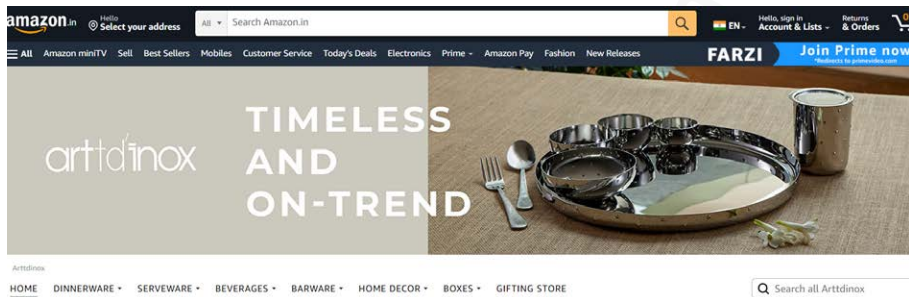 amazon.in
Hello
Select your address
All
Search Amazon.in
EN
Hello, sign in
Account & Lists
Returns
& Orders
0
All Amazon miniTV Sell Best Sellers Mobiles Customer Service Today's Deals Electronics Prime Amazon Pay Fashion New Releases
FARZI
Join Prime now
*Redirects to primevideo.com
arttd'inox
TIMELESS
AND
ON-TREND
Arttdinox
HOME DINNERWARE SERVEWARE BEVERAGES BARWARE HOME DECOR BOXES GIFTING STORE
Search all Arttdinox